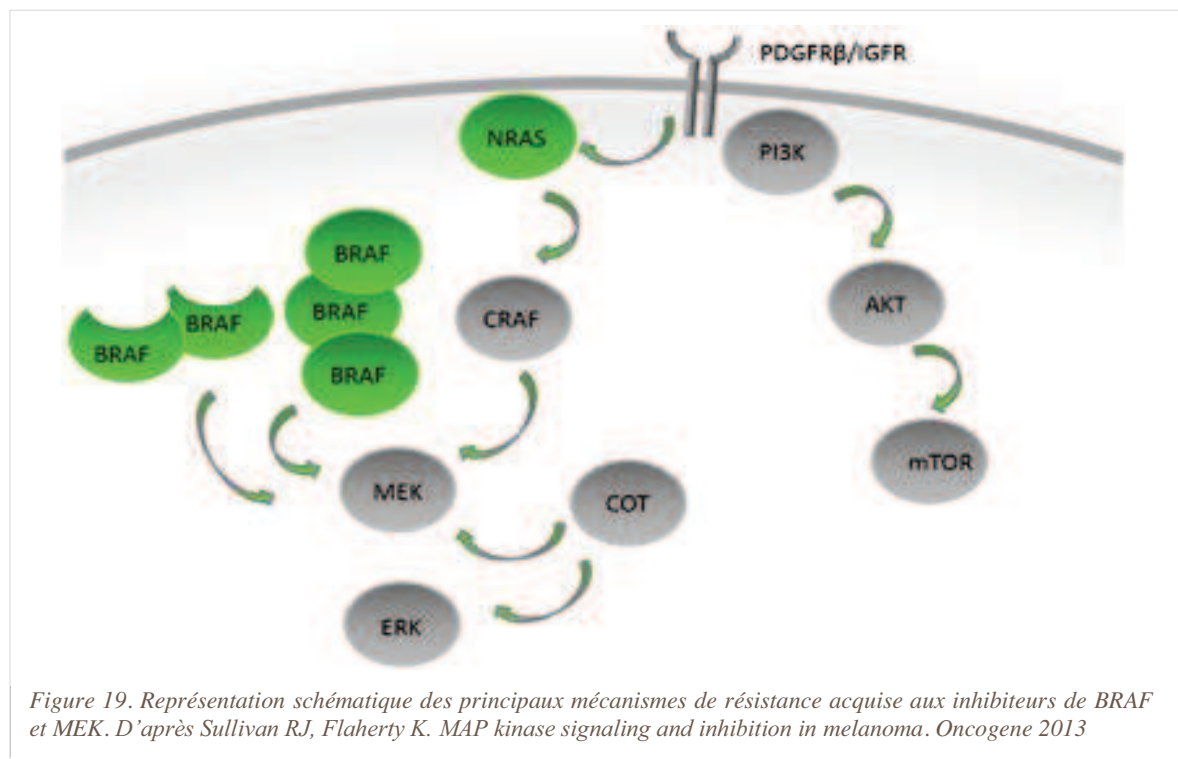 PDGFRβ/IGFR
NRAS
PI3K
BRAF
BRAF
BRAF
BRAF
BRAF
CRAF
AKT
mTOR
MEK
COT
ERK
Figure 19. Représentation schématique des principaux mécanismes de résistance acquise aux inhibiteurs de BRAF
et MEK. D’après Sullivan RJ, Flaherty K. MAP kinase signaling and inhibition in melanoma. Oncogene 2013